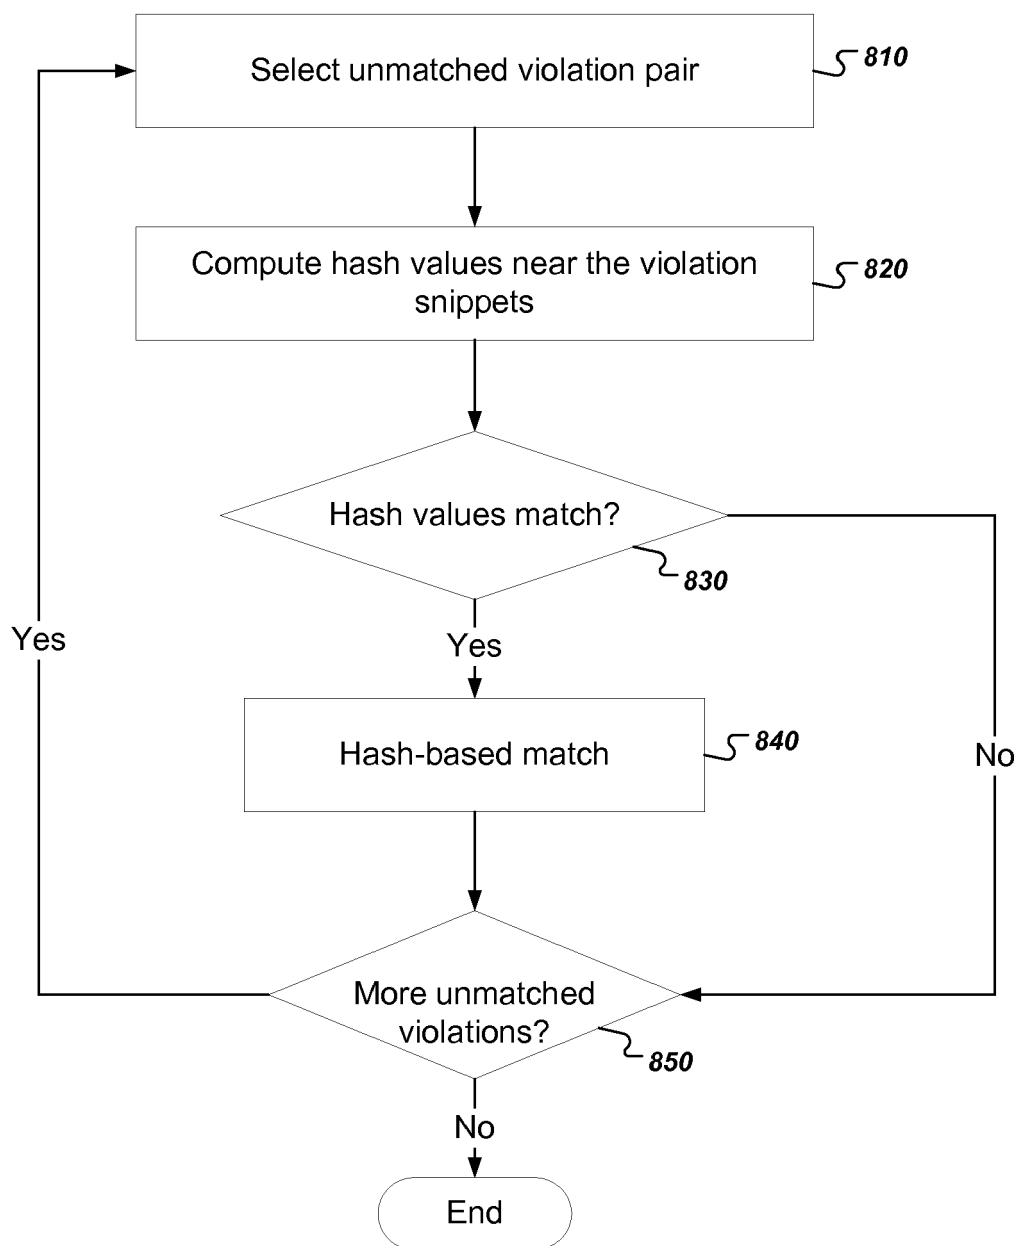 Select unmatched violation pair
810
Compute hash values near the violation
snippets
820
Hash values match?
830
Yes
Yes
Hash-based match
840
No
More unmatched
violations?
850
No
End